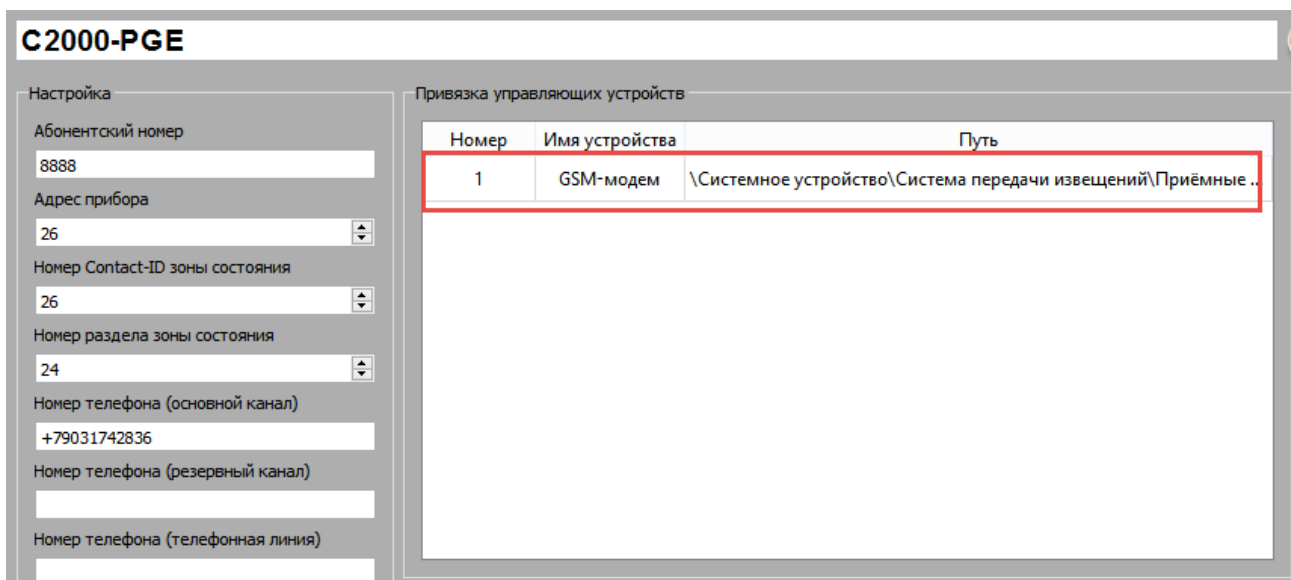 C2000-PGE
Настройка
Абонентский номер
8888
Адрес прибора
26
Номер Contact-ID зоны состояния
26
Номер раздела зоны состояния
24
Номер телефона (основной канал)
+79031742836
Номер телефона (резервный канал)
Номер телефона (телефонная линия)
Привязка управляющих устройств
Номер Имя устройства Путь
1 GSM-модем \Системное устройство\Система передачи извещений\Приёмные ...